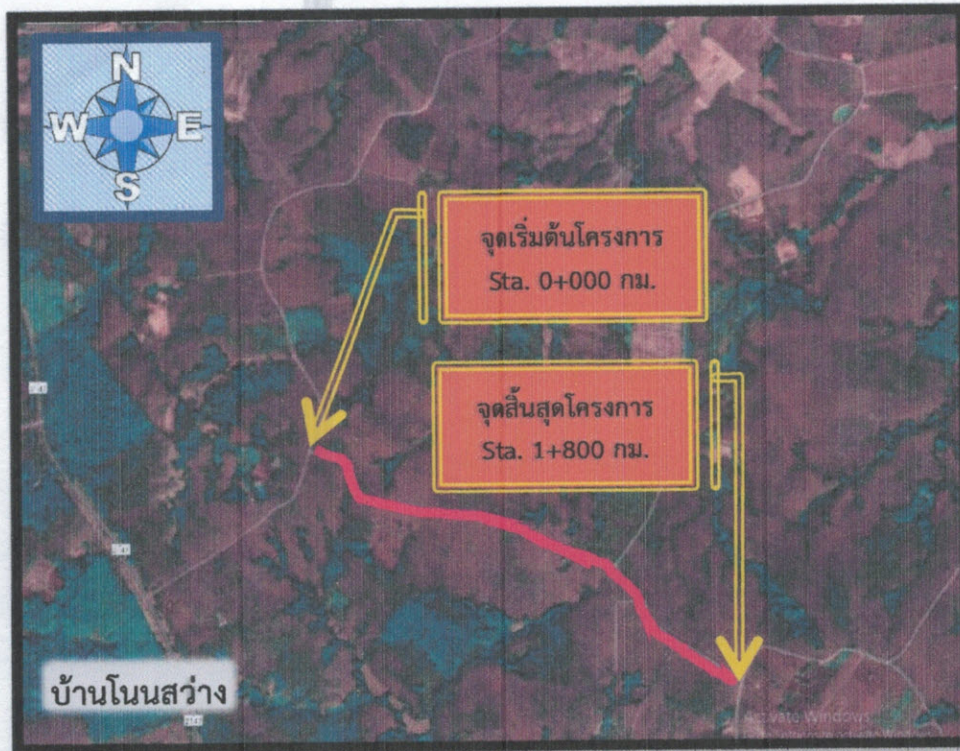 N
W E
S
จุดเริ่มต้นโครงการ
Sta. 0+000 กม.
จุดสิ้นสุดโครงการ
Sta. 1+800 กม.
บ้านโนนสว่าง
Activate Windows